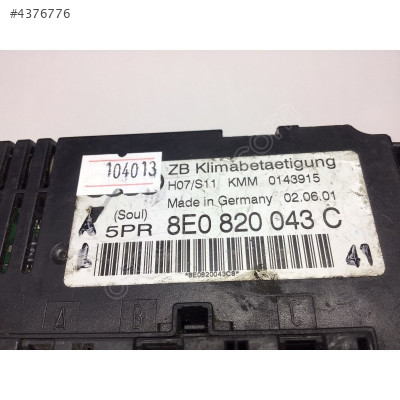 #4376776
104013
ZB Klimabetaetigung
H07/S11 KMM 0143915
Made in Germany 02.06.01
(Soul)
5PR 8E0 820 043 C
X
41
*8E0820043CB*
A B C